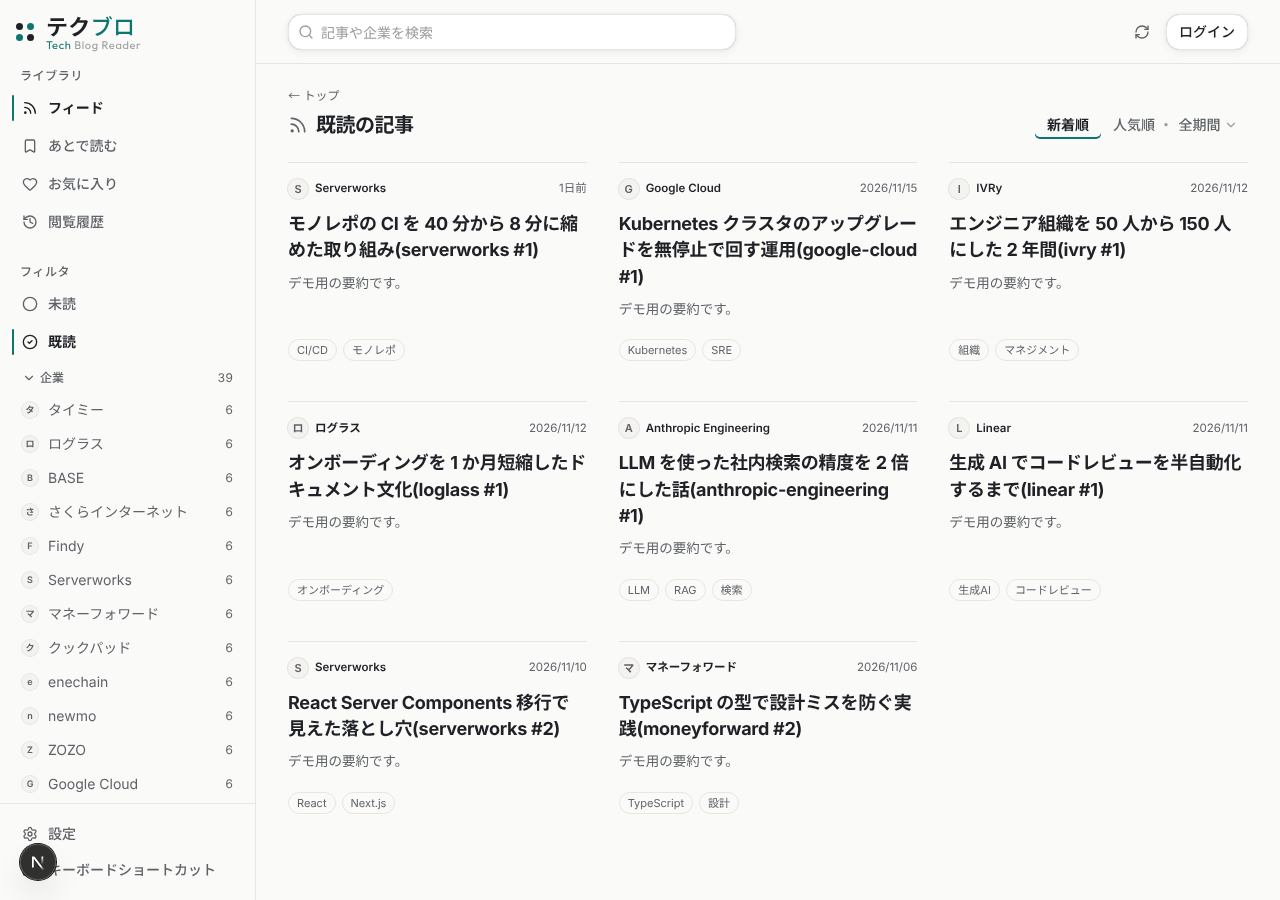 テクブロ
Tech Blog Reader
ライブラリ
フィード
あとで読む
お気に入り
閲覧履歴
フィルタ
未読
既読
企業 39
タ タイミー 6
ロ ログラス 6
B BASE 6
さ さくらインターネット 6
F Findy 6
S Serverworks 6
マ マネーフォワード 6
ク クックパッド 6
e enechain 6
n newmo 6
Z ZOZO 6
G Google Cloud 6
設定
N
キーボードショートカット
記事や企業を検索
ログイン
← トップ
既読の記事
新着順 人気順 • 全期間
S Serverworks 1日前
モノレポの CI を 40 分から 8 分に縮
めた取り組み(serverworks #1)
デモ用の要約です。
CI/CD モノレポ
G Google Cloud 2026/11/15
Kubernetes クラスタのアップグレー
ドを無停止で回す運用(google-cloud
#1)
デモ用の要約です。
Kubernetes SRE
I IVRy 2026/11/12
エンジニア組織を 50 人から 150 人
にした 2 年間(ivry #1)
デモ用の要約です。
組織 マネジメント
ロ ログラス 2026/11/12
オンボーディングを 1 か月短縮したド
キュメント文化(loglass #1)
デモ用の要約です。
オンボーディング
A Anthropic Engineering 2026/11/11
LLM を使った社内検索の精度を 2 倍
にした話(anthropic-engineering
#1)
デモ用の要約です。
LLM RAG 検索
L Linear 2026/11/11
生成 AI でコードレビューを半自動化
するまで(linear #1)
デモ用の要約です。
生成AI コードレビュー
S Serverworks 2026/11/10
React Server Components 移行で
見えた落とし穴(serverworks #2)
デモ用の要約です。
React Next.js
マ マネーフォワード 2026/11/06
TypeScript の型で設計ミスを防ぐ実
践(moneyforward #2)
デモ用の要約です。
TypeScript 設計